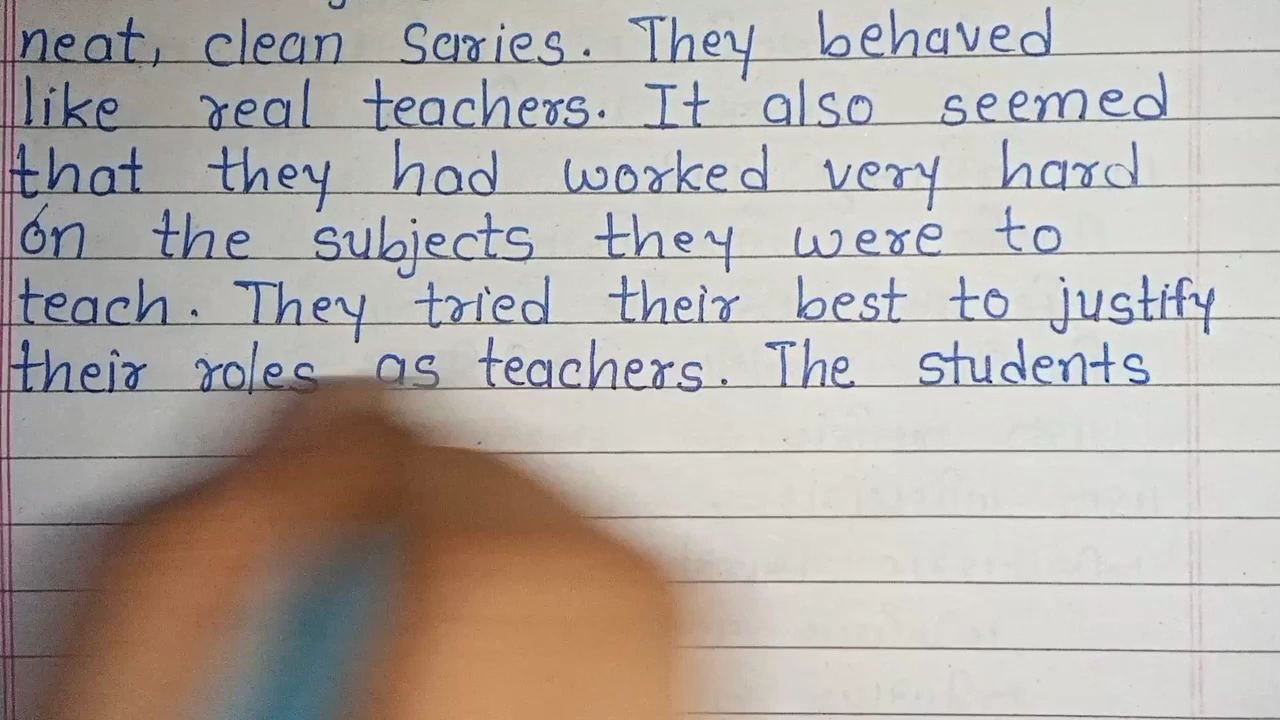 neat, clean Saries. They behaved
like real teachers. It also seemed
that they had worked very hard
on the subjects they were to
teach. They tried their best to justify
their roles as teachers. The students